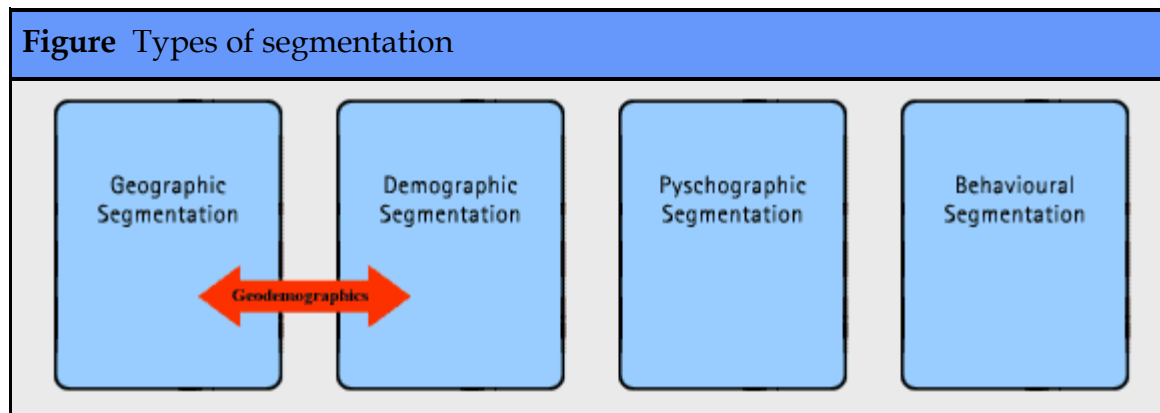 Figure Types of segmentation
Geographic
Segmentation
Demographic
Segmentation
Pyschographic
Segmentation
Behavioural
Segmentation
Geodemographics